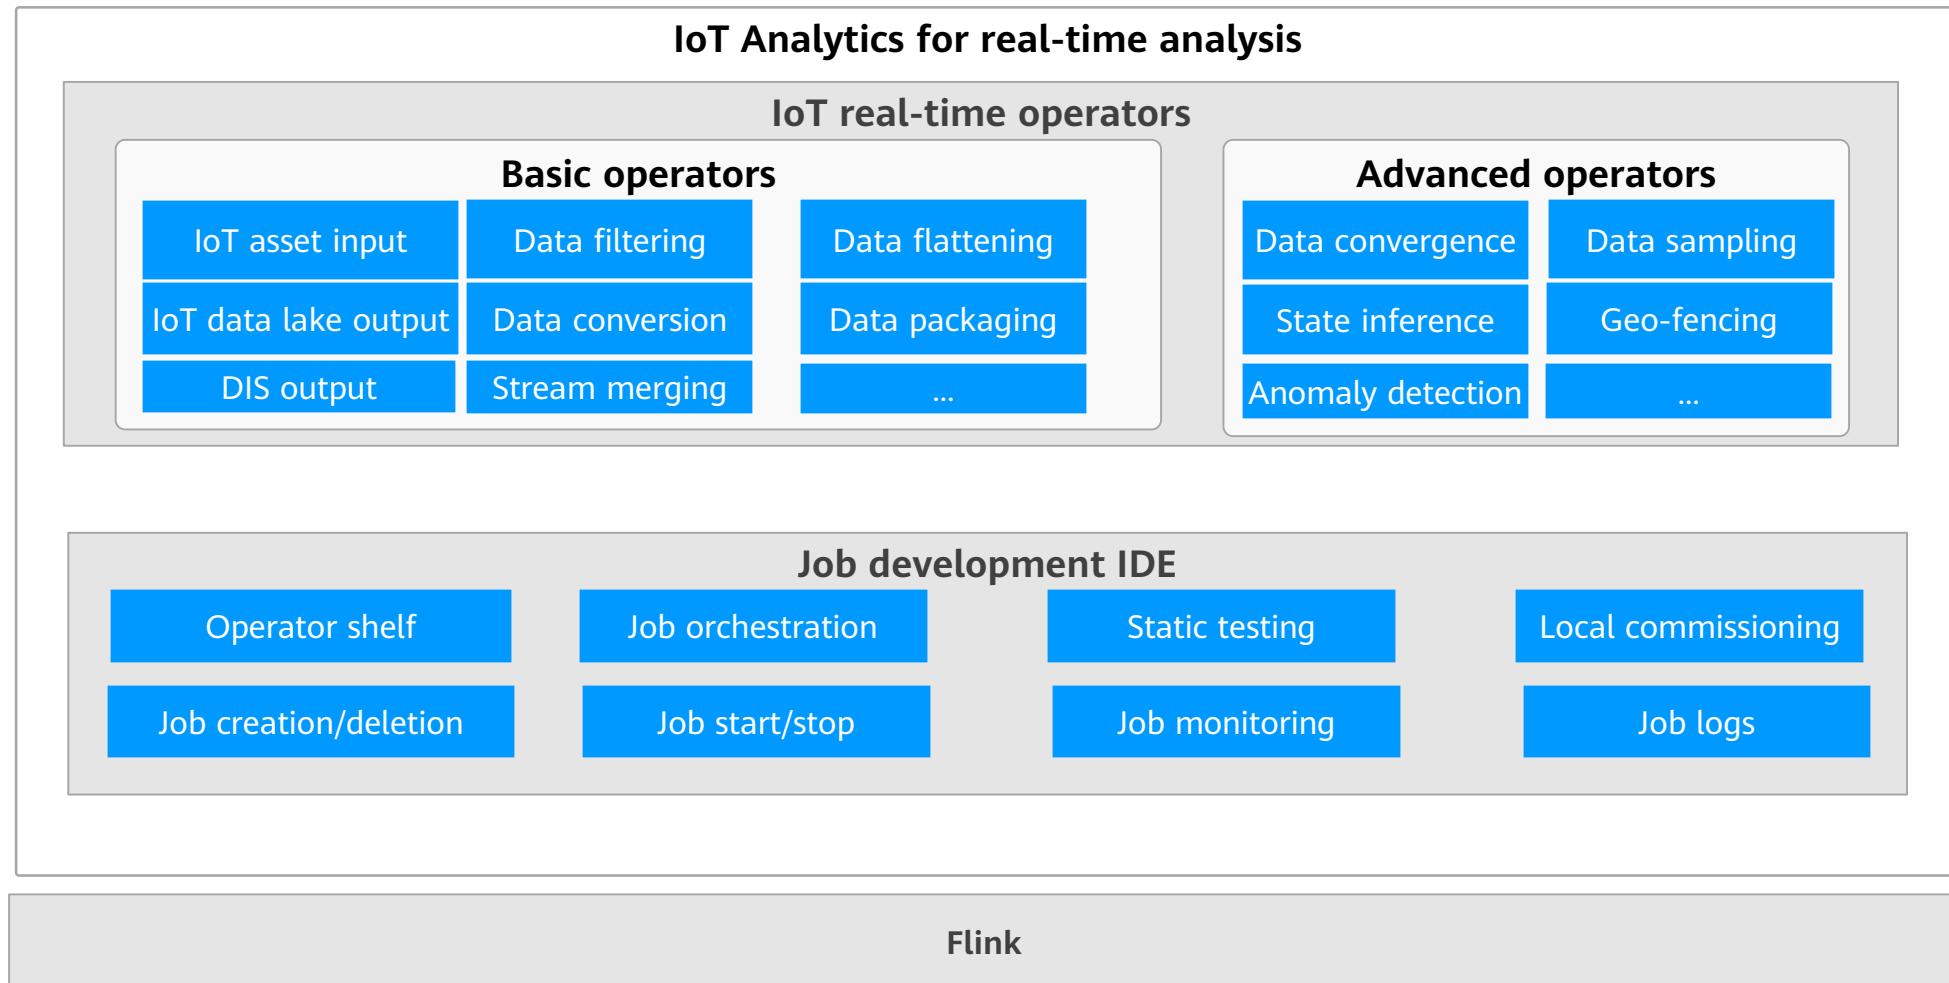 IoT Analytics for real-time analysis
IoT real-time operators
Basic operators
IoT asset input
Data filtering
Data flattening
IoT data lake output
Data conversion
Data packaging
DIS output
Stream merging
...
Advanced operators
Data convergence
Data sampling
State inference
Geo-fencing
Anomaly detection
...
Job development IDE
Operator shelf
Job orchestration
Static testing
Local commissioning
Job creation/deletion
Job start/stop
Job monitoring
Job logs
Flink